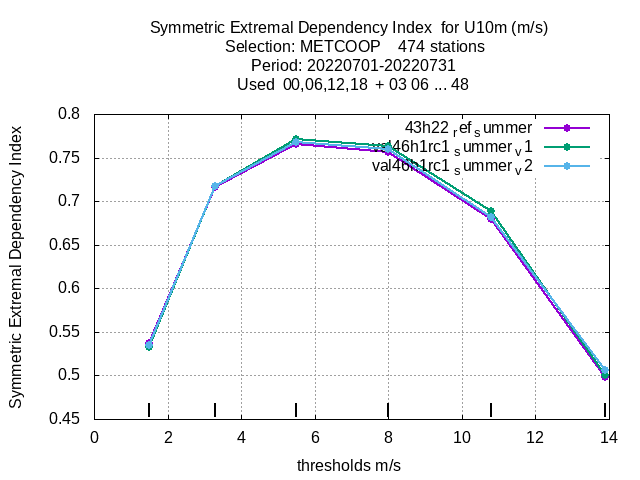 Symmetric Extremal Dependency Index  for U10m (m/s)
Selection: METCOOP    474 stations
Period: 20220701-20220731
Used  00,06,12,18  + 03 06 ... 48
43h22 ref summer
val46h1rc1 summer v1
val46h1rc1 summer v2
Symmetric Extremal Dependency Index
0.8
0.75
0.7
0.65
0.6
0.55
0.5
0.45
0 2 4 6 8 10 12 14
thresholds m/s